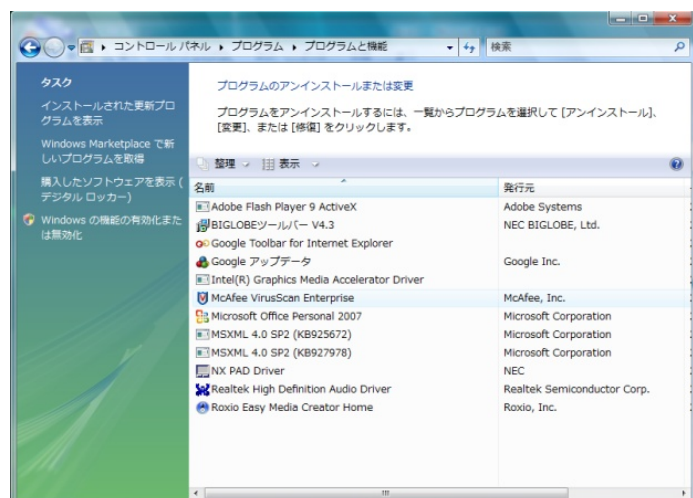 コントロール パネル ▸ プログラム ▸ プログラムと機能
検索
タスク
インストールされた更新プロ
グラムを表示
Windows Marketplace で新
しいプログラムを取得
購入したソフトウェアを表示 (
デジタル ロッカー)
Windows の機能の有効化また
は無効化
プログラムのアンインストールまたは変更
プログラムをアンインストールするには、一覧からプログラムを選択して [アンインストール]、
[変更]、または [修復] をクリックします。
整理 表示
名前 発行元
Adobe Flash Player 9 ActiveX Adobe Systems
BIGLOBEツールバー V4.3 NEC BIGLOBE, Ltd.
Google Toolbar for Internet Explorer
Google アップデータ Google Inc.
Intel(R) Graphics Media Accelerator Driver
McAfee VirusScan Enterprise McAfee, Inc.
Microsoft Office Personal 2007 Microsoft Corporation
MSXML 4.0 SP2 (KB925672) Microsoft Corporation
MSXML 4.0 SP2 (KB927978) Microsoft Corporation
NX PAD Driver NEC
Realtek High Definition Audio Driver Realtek Semiconductor Corp.
Roxio Easy Media Creator Home Roxio, Inc.